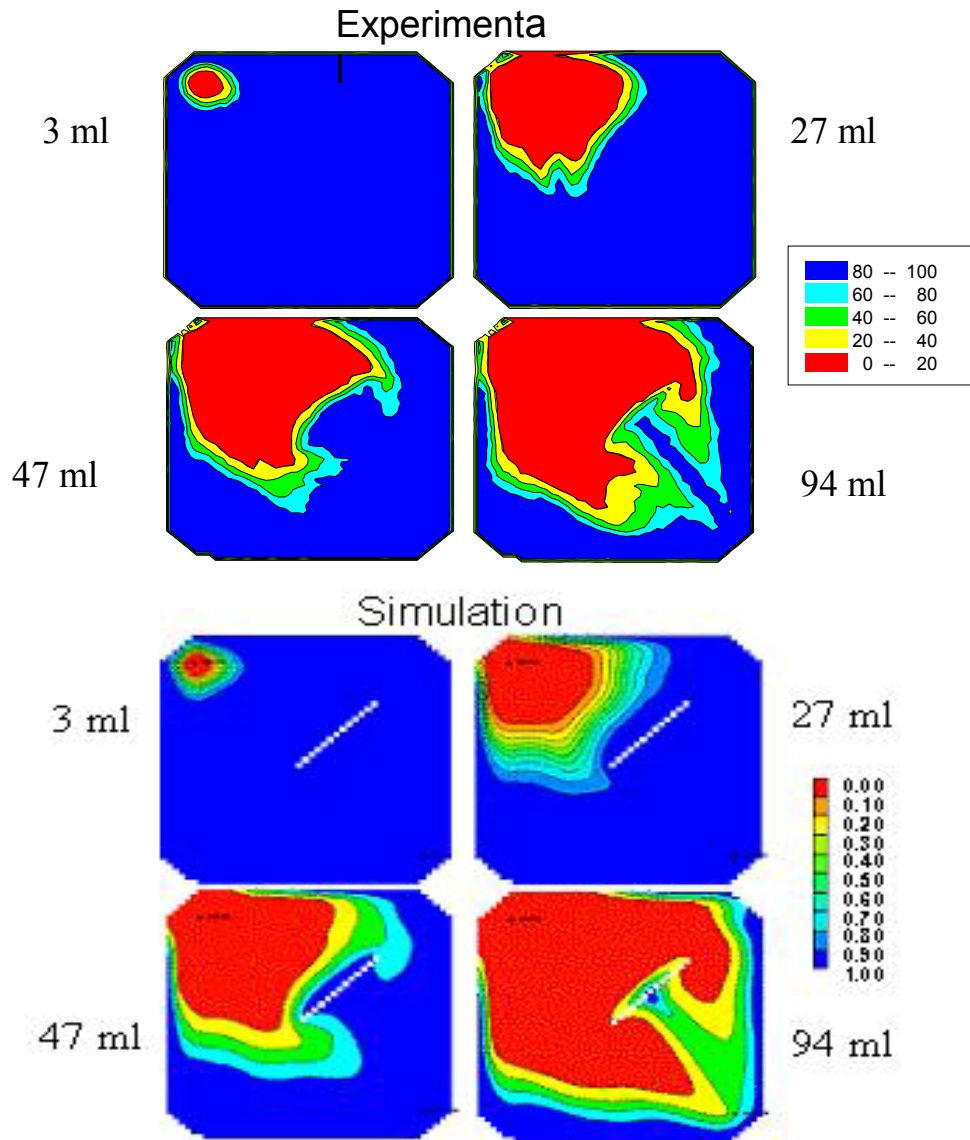 Experimenta
3 ml
27 ml
80 -- 100
60 -- 80
40 -- 60
20 -- 40
0 -- 20
47 ml
94 ml
Simulation
3 ml
27 ml
0.00
0.10
0.20
0.30
0.40
0.50
0.60
0.70
0.80
0.90
1.00
47 ml
94 ml